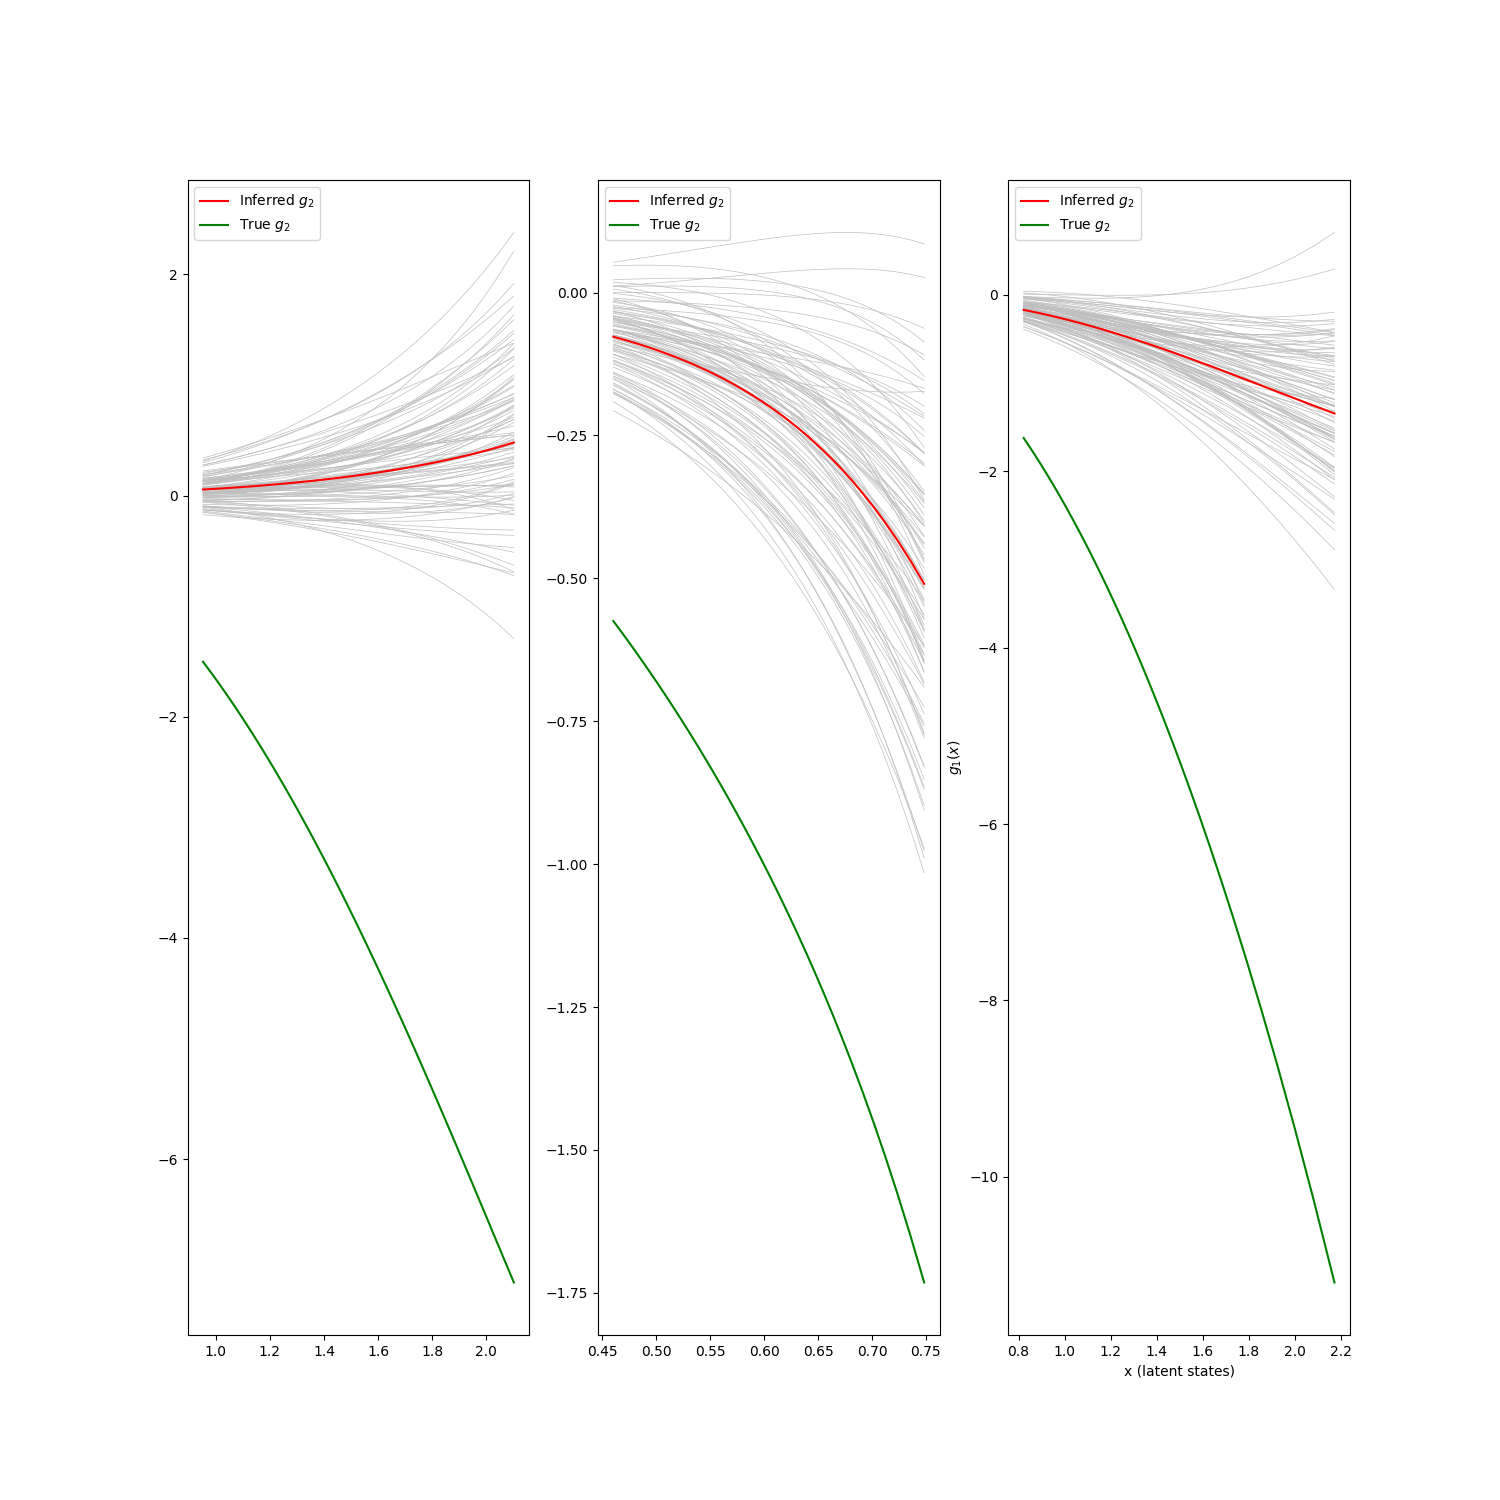 Inferred g₂
True g₂
2
0
−2
−4
−6
1.0 1.2 1.4 1.6 1.8 2.0
Inferred g₂
True g₂
0.00
−0.25
−0.50
−0.75
−1.00
−1.25
−1.50
−1.75
0.45 0.50 0.55 0.60 0.65 0.70 0.75
g₁(x)
Inferred g₂
True g₂
0
−2
−4
−6
−8
−10
0.8 1.0 1.2 1.4 1.6 1.8 2.0 2.2
x (latent states)